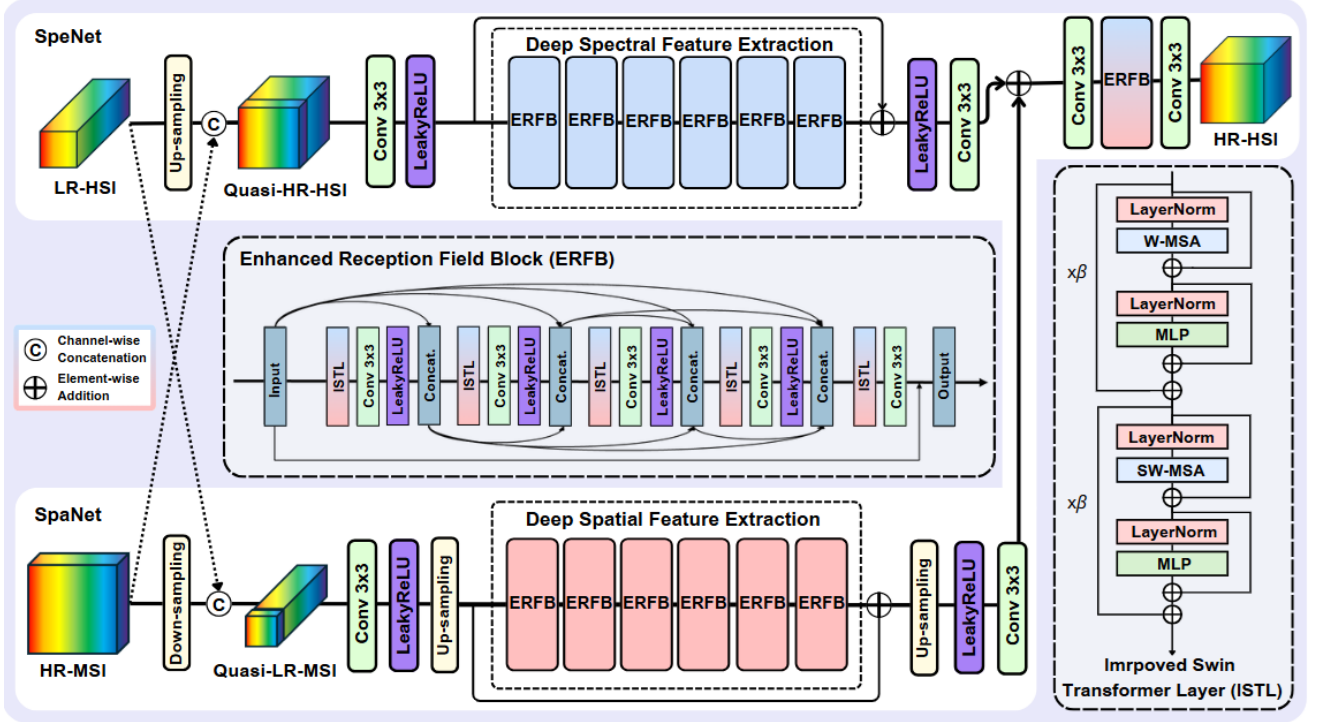 SpeNet
LR-HSI
Up-sampling
C
Quasi-HR-HSI
Conv 3x3
LeakyReLU
Deep Spectral Feature Extraction
ERFB
ERFB
ERFB
ERFB
ERFB
ERFB
LeakyReLU
Conv 3x3
Conv 3x3
ERFB
Conv 3x3
HR-HSI
Enhanced Reception Field Block (ERFB)
Input
ISTL
Conv 3x3
LeakyReLU
Concat.
ISTL
Conv 3x3
LeakyReLU
Concat.
ISTL
Conv 3x3
LeakyReLU
Concat.
ISTL
Conv 3x3
LeakyReLU
Concat.
ISTL
Conv 3x3
Output
C
Channel-wise
Concatenation
Element-wise
Addition
SpaNet
HR-MSI
Down-sampling
C
Quasi-LR-MSI
Conv 3x3
LeakyReLU
Up-sampling
Deep Spatial Feature Extraction
ERFB
ERFB
ERFB
ERFB
ERFB
ERFB
Up-sampling
LeakyReLU
Conv 3x3
LayerNorm
W-MSA
xβ
LayerNorm
MLP
LayerNorm
SW-MSA
xβ
LayerNorm
MLP
Imrpoved Swin
Transformer Layer (ISTL)